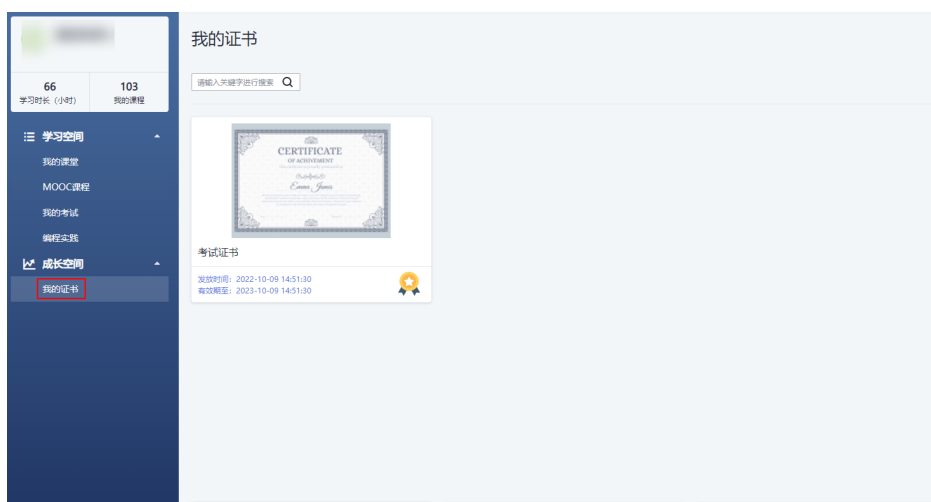 66
学习时长（小时）
103
我的课程
学习空间
我的课堂
MOOC课程
我的考试
编程实践
成长空间
我的证书
我的证书
请输入关键字进行搜索
CERTIFICATE
OF ACHIVEMENT
Emma Jones
考试证书
发放时间：2022-10-09 14:51:30
有效期至：2023-10-09 14:51:30